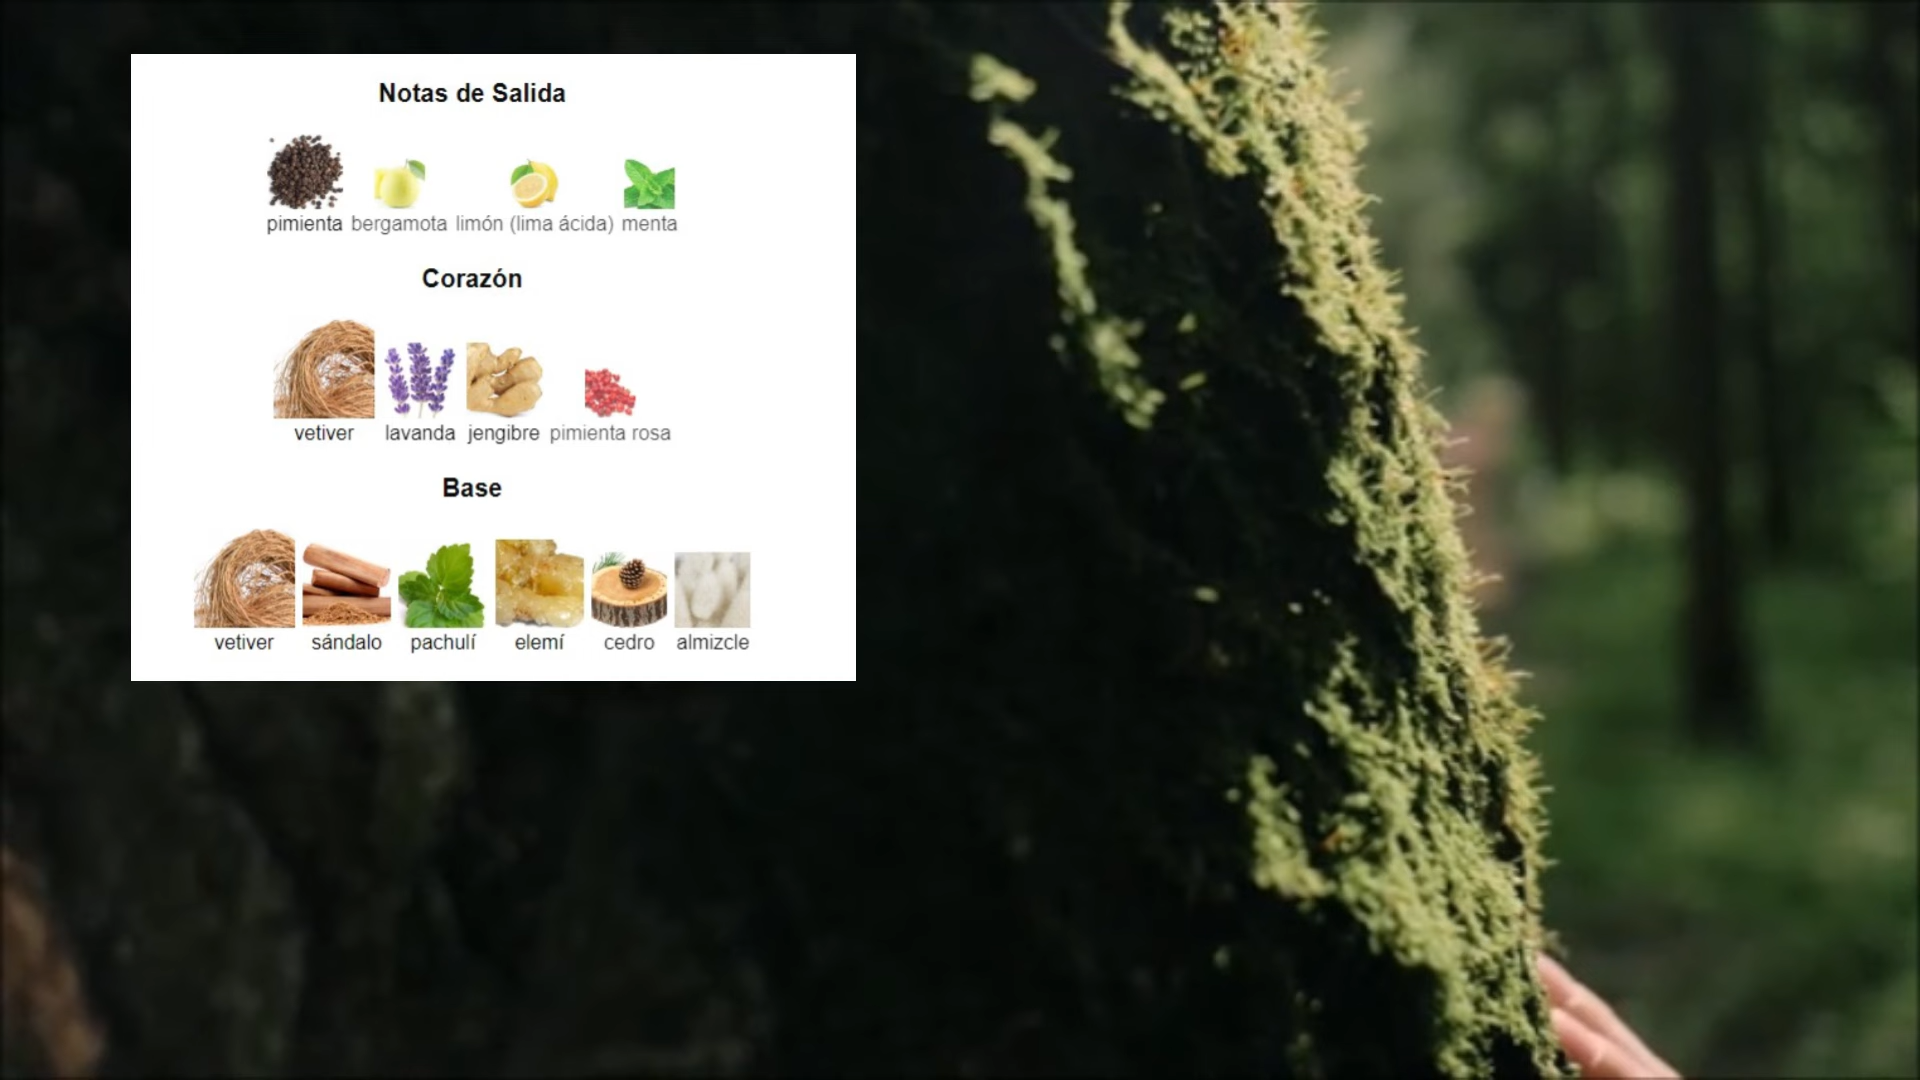 Notas de Salida
pimienta bergamota limón (lima ácida) menta
Corazón
vetiver lavanda jengibre pimienta rosa
Base
vetiver sándalo pachulí elemí cedro almizcle